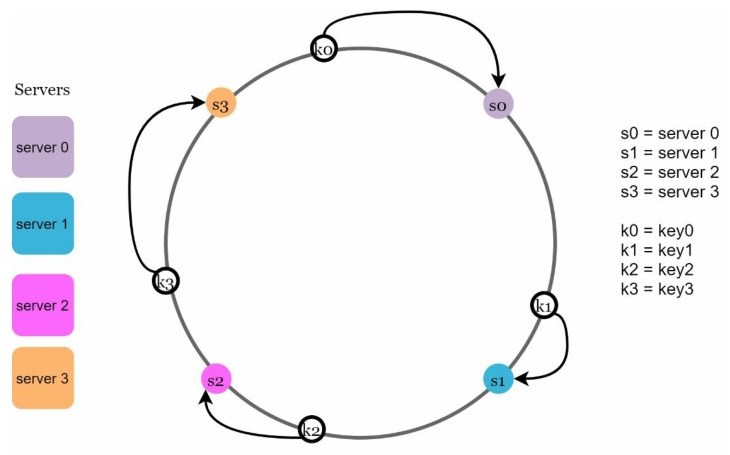 Servers
server 0
server 1
server 2
server 3
k0
s0
s3
k3
k1
s2
s1
k2
s0 = server 0
s1 = server 1
s2 = server 2
s3 = server 3
k0 = key0
k1 = key1
k2 = key2
k3 = key3